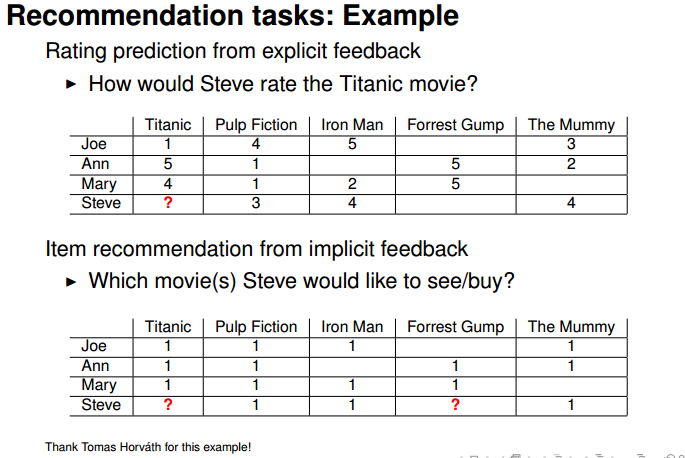 Recommendation tasks: Example
Rating prediction from explicit feedback
► How would Steve rate the Titanic movie?
Titanic Pulp Fiction Iron Man Forrest Gump The Mummy
Joe 1 4 5 3
Ann 5 1 5 2
Mary 4 1 2 5
Steve ? 3 4 4
Item recommendation from implicit feedback
► Which movie(s) Steve would like to see/buy?
Titanic Pulp Fiction Iron Man Forrest Gump The Mummy
Joe 1 1 1 1
Ann 1 1 1 1
Mary 1 1 1 1
Steve ? 1 1 ? 1
Thank Tomas Horváth for this example!